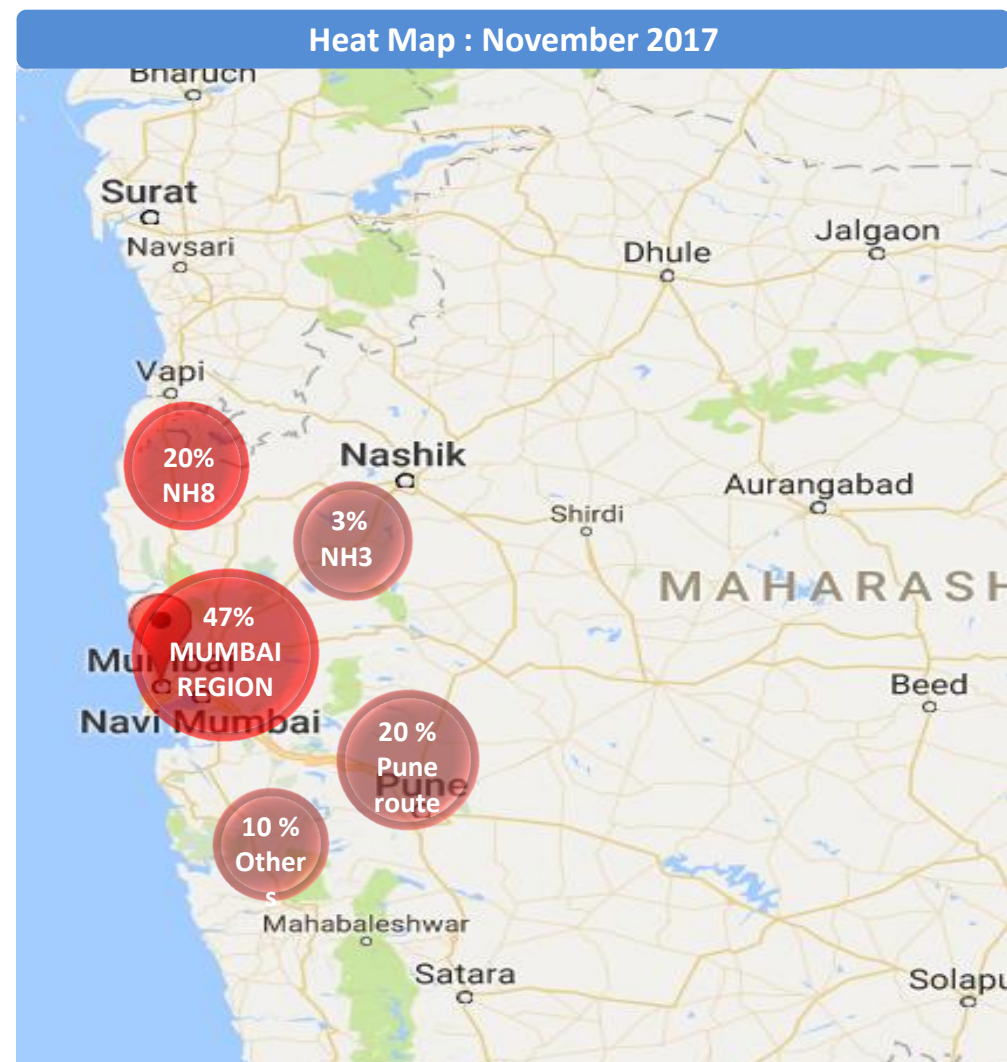 Heat Map : November 2017
Bharuch
Surat
Navsari
Dhule
Jalgaon
Vapi
20%
NH8
Nashik
3%
NH3
Shirdi
Aurangabad
MAHARASH
47%
MUMBAI
REGION
Mumbai
Navi Mumbai
Beed
20 %
Pune
route
Pune
10 %
Other
s
Mahabaleshwar
Satara
Solapu